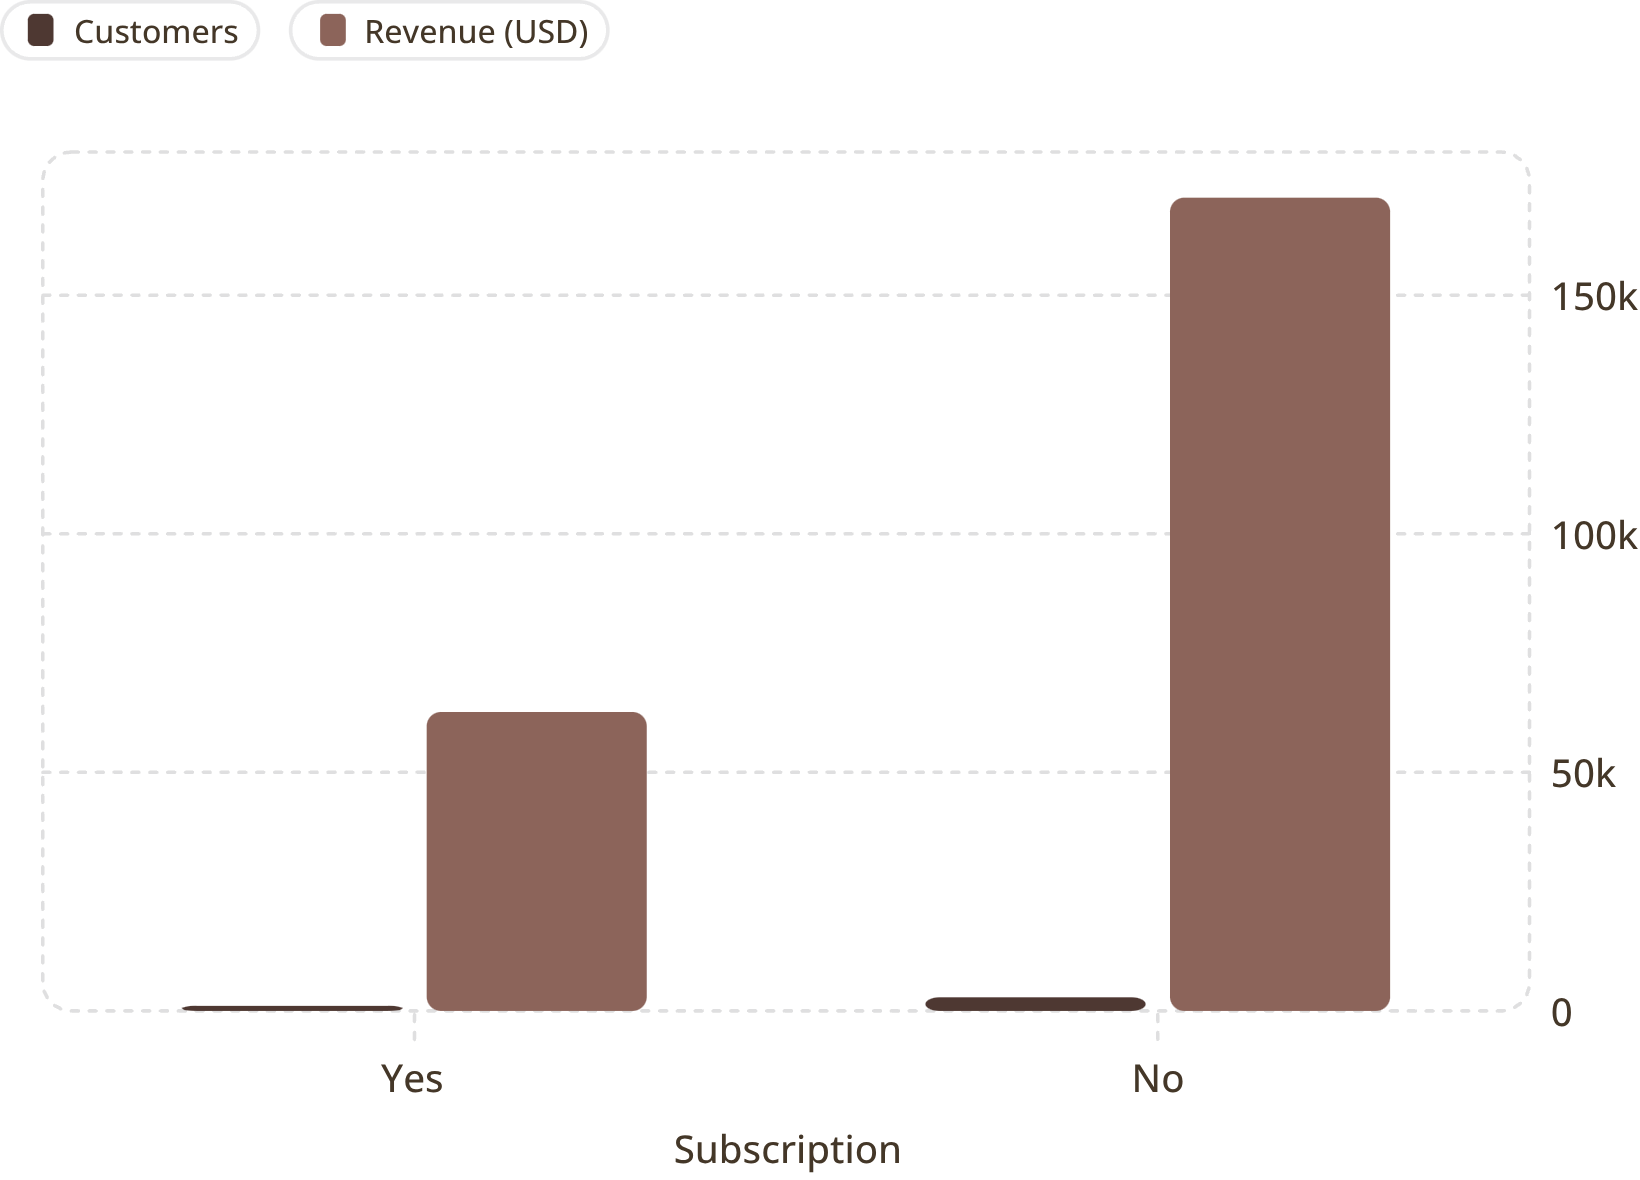 Customers
Revenue (USD)
150k
100k
50k
0
Yes
No
Subscription